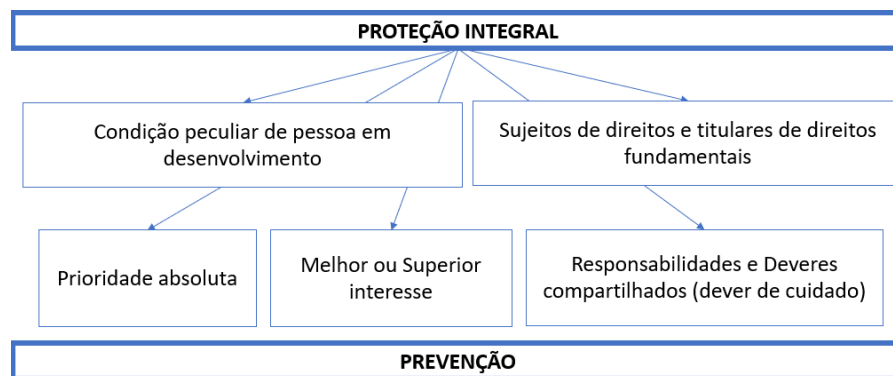 PROTEÇÃO INTEGRAL
Condição peculiar de pessoa em
desenvolvimento
Sujeitos de direitos e titulares de direitos
fundamentais
Prioridade absoluta
Melhor ou Superior
interesse
Responsabilidades e Deveres
compartilhados (dever de cuidado)
PREVENÇÃO